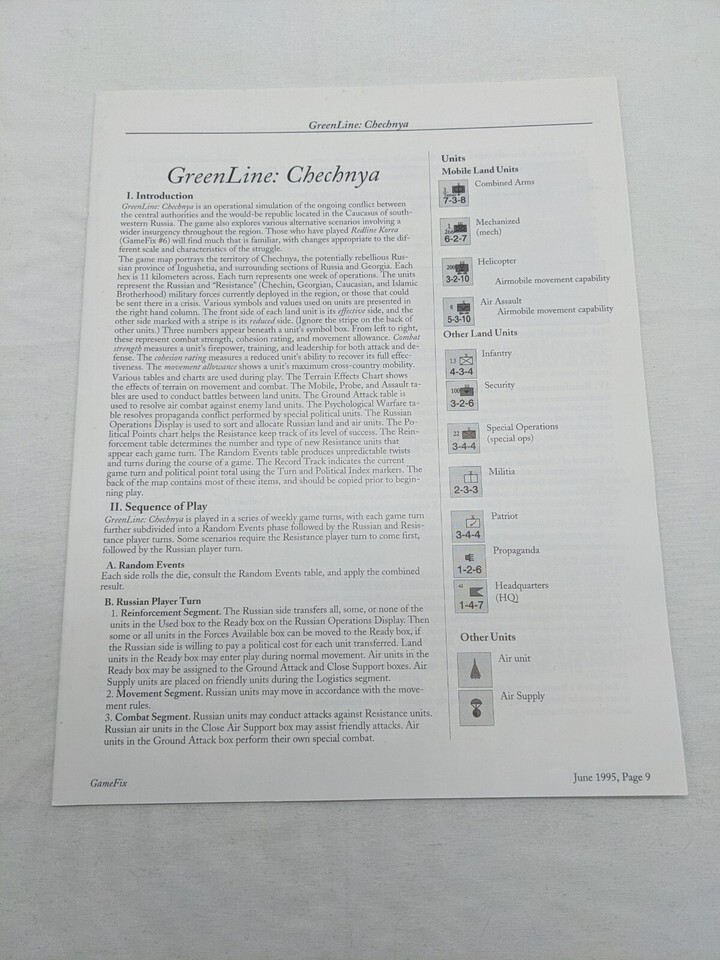 GreenLine: Chechnya
GreenLine: Chechnya
I. Introduction
GreenLine: Chechnya is an operational simulation of the ongoing conflict between
the central authorities and the would-be republic located in the Caucasus of south-
western Russia. The game also explores various alternative scenarios involving a
wider insurgency throughout the region. Those who have played Redline Korea
(GameFix #6) will find much that is familiar, with changes appropriate to the dif-
ferent scale and characteristics of the struggle.
The game map portrays the territory of Chechnya, the potentially rebellious Rus-
sian province of Ingushetia, and surrounding sections of Russia and Georgia. Each
hex is 11 kilometers across. Each turn represents one week of operations. The units
represent the Russian and "Resistance" (Chechin, Georgian, Caucasian, and Islamic
Brotherhood) military forces currently deployed in the region, or those that could
be sent there in a crisis. Various symbols and values used on units are presented in
the right hand column. The front side of each land unit is its effective side, and the
other side marked with a stripe is its reduced side. (Ignore the stripe on the back of
other units.) Three numbers appear beneath a unit's symbol box. From left to right,
these represent combat strength, cohesion rating, and movement allowance. Combat
strength measures a unit's firepower, training, and leadership for both attack and de-
fense. The cohesion rating measures a reduced unit's ability to recover its full effec-
tiveness. The movement allowance shows a unit's maximum cross-country mobility.
Various tables and charts are used during play. The Terrain Effects Chart shows
the effects of terrain on movement and combat. The Mobile, Probe, and Assault ta-
bles are used to conduct battles between land units. The Ground Attack table is
used to resolve air combat against enemy land units. The Psychological Warfare ta-
ble resolves propaganda conflict performed by special political units. The Russian
Operations Display is used to sort and allocate Russian land and air units. The Po-
litical Points chart helps the Resistance keep track of its level of success. The Rein-
forcement table determines the number and type of new Resistance units that
appear each game turn. The Random Events table produces unpredictable twists
and turns during the course of a game. The Record Track indicates the current
game turn and political point total using the Turn and Political Index markers. The
back of the map contains most of these items, and should be copied prior to begin-
ning play.
II. Sequence of Play
GreenLine: Chechnya is played in a series of weekly game turns, with each game turn
further subdivided into a Random Events phase followed by the Russian and Resis-
tance player turns. Some scenarios require the Resistance player turn to come first,
followed by the Russian player turn.
A. Random Events
Each side rolls the die, consult the Random Events table, and apply the combined
result.
B. Russian Player Turn
1. Reinforcement Segment. The Russian side transfers all, some, or none of the
units in the Used box to the Ready box on the Russian Operations Display. Then
some or all units in the Forces Available box can be moved to the Ready box, if
the Russian side is willing to pay a political cost for each unit transferred. Land
units in the Ready box may enter play during normal movement. Air units in the
Ready box may be assigned to the Ground Attack and Close Support boxes. Air
Supply units are placed on friendly units during the Logistics segment.
2. Movement Segment. Russian units may move in accordance with the move-
ment rules.
3. Combat Segment. Russian units may conduct attacks against Resistance units.
Russian air units in the Close Air Support box may assist friendly attacks. Air
units in the Ground Attack box perform their own special combat.
Units
Mobile Land Units
Combined Arms
7-3-8
Mechanized
(mech)
6-2-7
Helicopter
200
3-2-10
Airmobile movement capability
Air Assault
Airmobile movement capability
5-3-10
Other Land Units
Infantry
13
4-3-4
Security
100
3-2-6
Special Operations
(special ops)
22
3-4-4
Militia
2-3-3
Patriot
3-4-4
Propaganda
1-2-6
Headquarters
(HQ)
1-4-7
Other Units
Air unit
Air Supply
GameFix
June 1995, Page 9